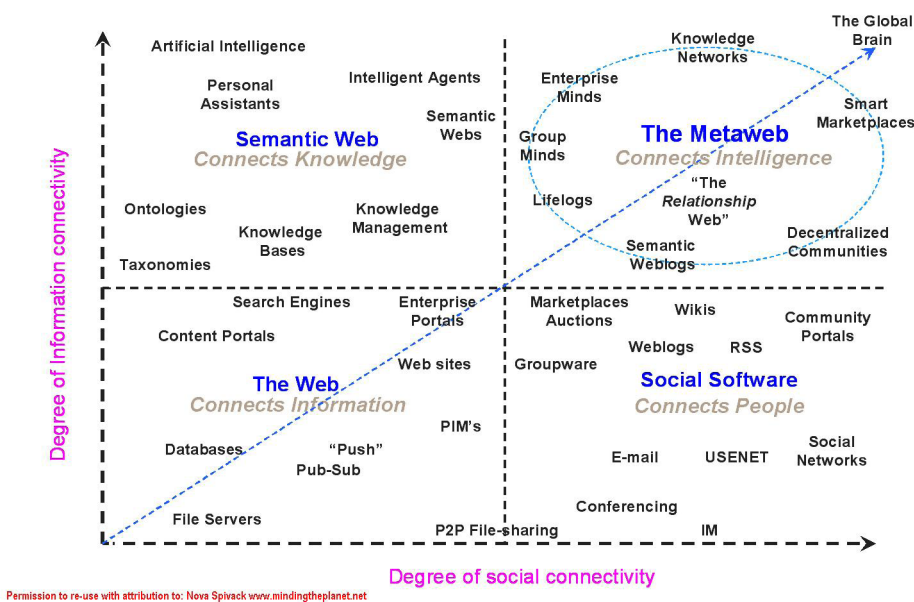 The Global
Brain
Artificial Intelligence
Knowledge
Networks
Personal
Assistants
Intelligent Agents
Enterprise
Minds
Semantic
Webs
Smart
Marketplaces
Semantic Web
Connects Knowledge
Group
Minds
The Metaweb
Connects Intelligence
“The
Relationship
Web”
Ontologies
Knowledge
Management
Lifelogs
Knowledge
Bases
Taxonomies
Semantic
Weblogs
Decentralized
Communities
Degree of Information connectivity
Search Engines
Enterprise
Portals
Content Portals
Marketplaces
Auctions
Wikis
Community
Portals
Web sites
Groupware
Weblogs
RSS
The Web
Connects Information
Social Software
Connects People
PIM’s
Databases
“Push”
Pub-Sub
E-mail
USENET
Social
Networks
File Servers
Conferencing
P2P File-sharing
IM
Degree of social connectivity
Permission to re-use with attribution to: Nova Spivack www.mindingtheplanet.net